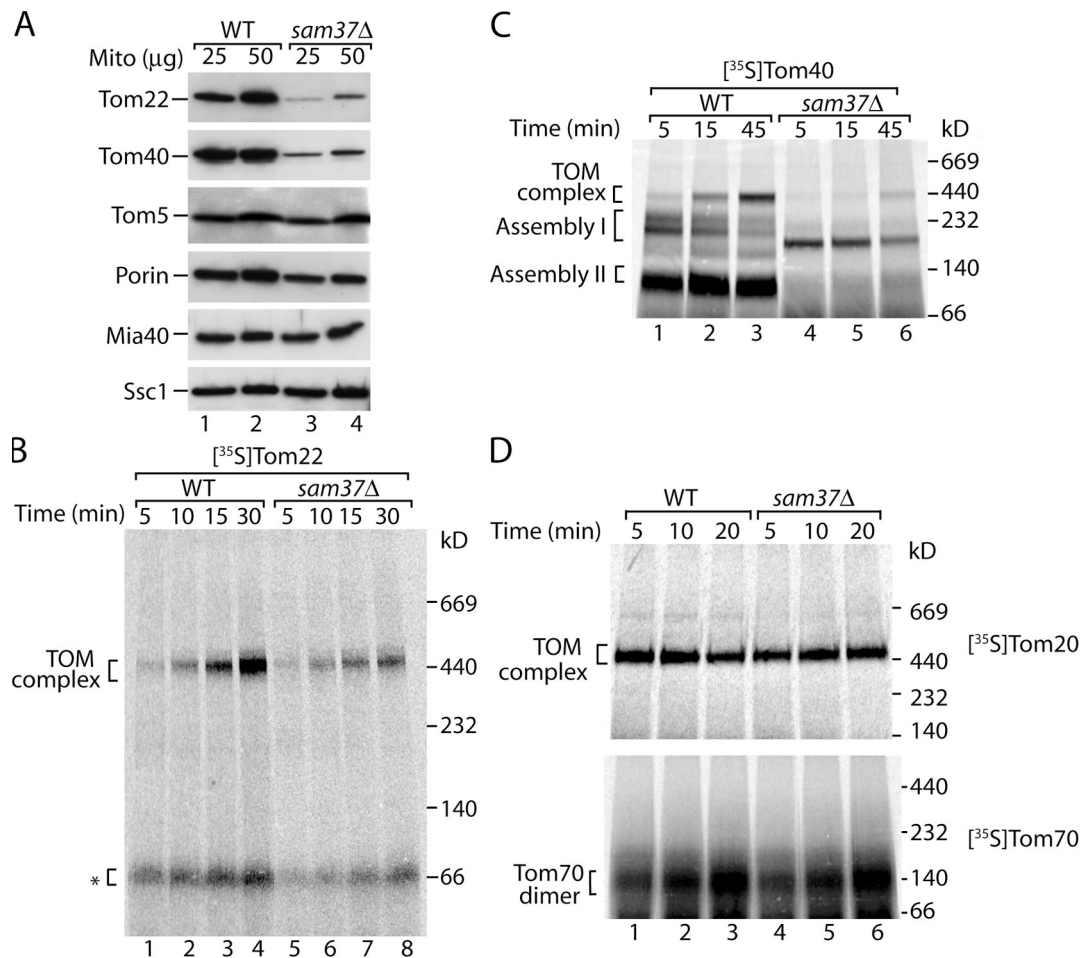 A
WT sam37Δ
Mito (μg) 25 50 25 50
Tom22
Tom40
Tom5
Porin
Mia40
Ssc1
1 2 3 4
B
[³⁵S]Tom22
WT sam37Δ
Time (min) 5 10 15 30 5 10 15 30
kD
669
TOM
complex
440
232
140
* 66
1 2 3 4 5 6 7 8
C
[³⁵S]Tom40
WT sam37Δ
Time (min) 5 15 45 5 15 45 kD
669
TOM
complex
440
232
Assembly I
Assembly II
140
66
1 2 3 4 5 6
D
WT sam37Δ
Time (min) 5 10 20 5 10 20
kD
669
TOM
complex
[³⁵S]Tom20
440
232
140
440
232
[³⁵S]Tom70
Tom70
dimer
140
66
1 2 3 4 5 6